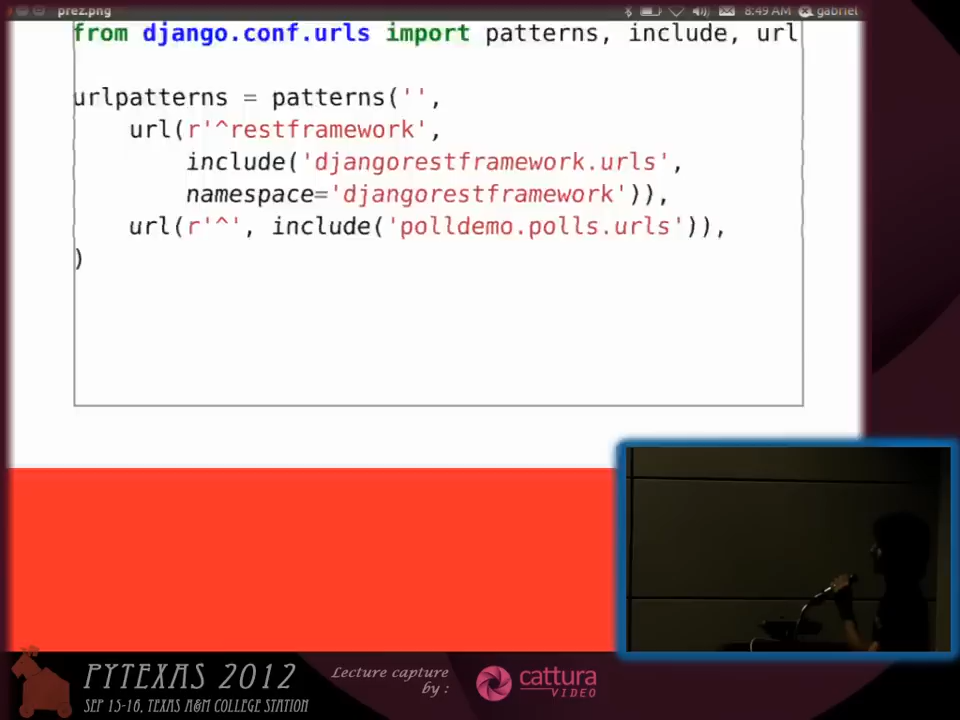 prez.png 8:49 AM gabriel
from django.conf.urls import patterns, include, url
urlpatterns = patterns('',
url(r'^restframework',
include('djangorestframework.urls',
namespace='djangorestframework')),
url(r'^', include('polldemo.polls.urls')),
)
PYTEXAS 2012
SEP 15-16, TEXAS A&M COLLEGE STATION
Lecture capture
by :
cattura
VIDEO